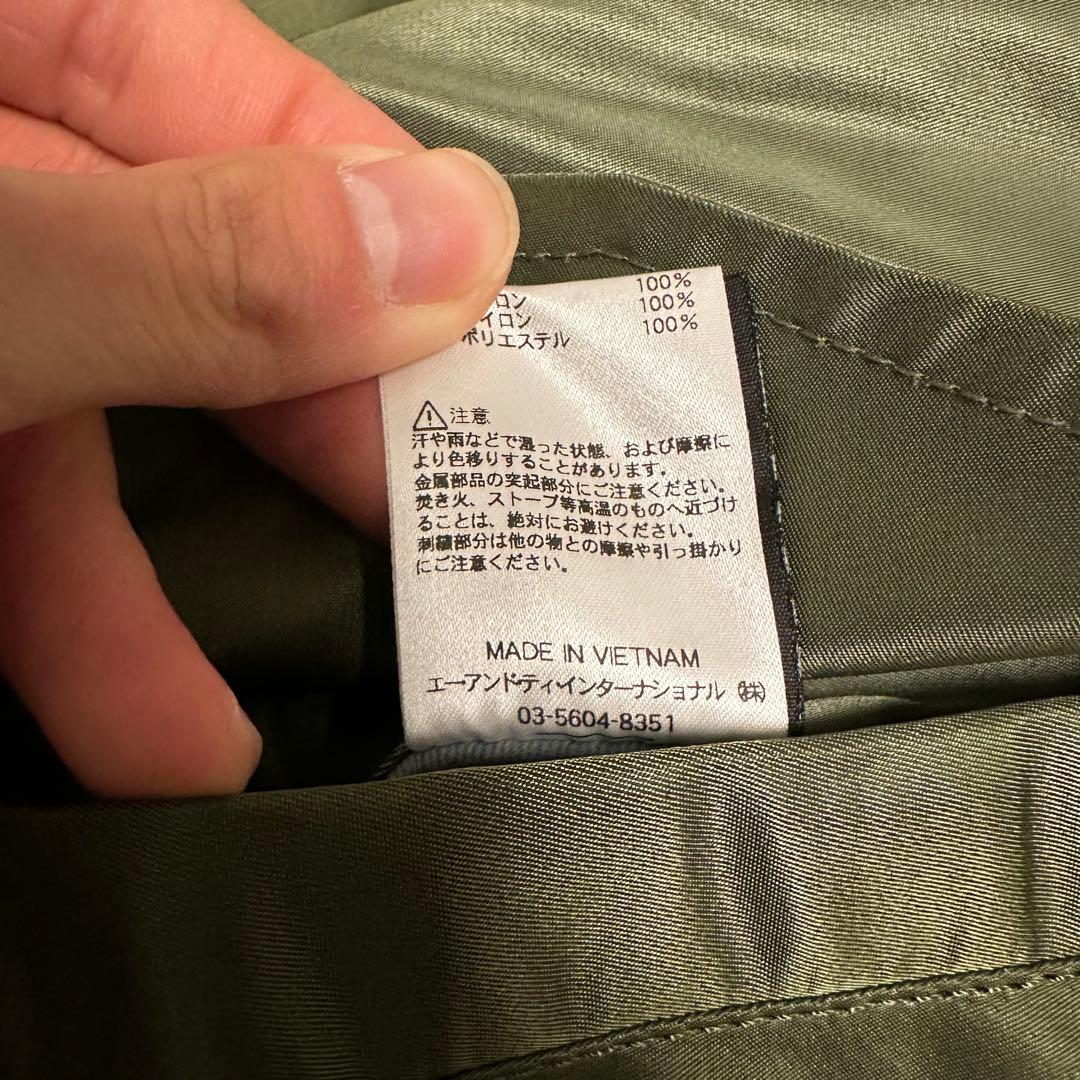 100%
ロン 100%
イロン 100%
ポリエステル
⚠ 注意
汗や雨などで湿った状態、および摩擦に
より色移りすることがあります。
金属部品の突起部分にご注意ください。
焚き火、ストーブ等高温のものへ近づけ
ることは、絶対にお避けください。
刺繍部分は他の物との摩擦や引っ掛かり
にご注意ください。
MADE IN VIETNAM
エー・アンド・ティ・インターナショナル ㈱
03-5604-8351